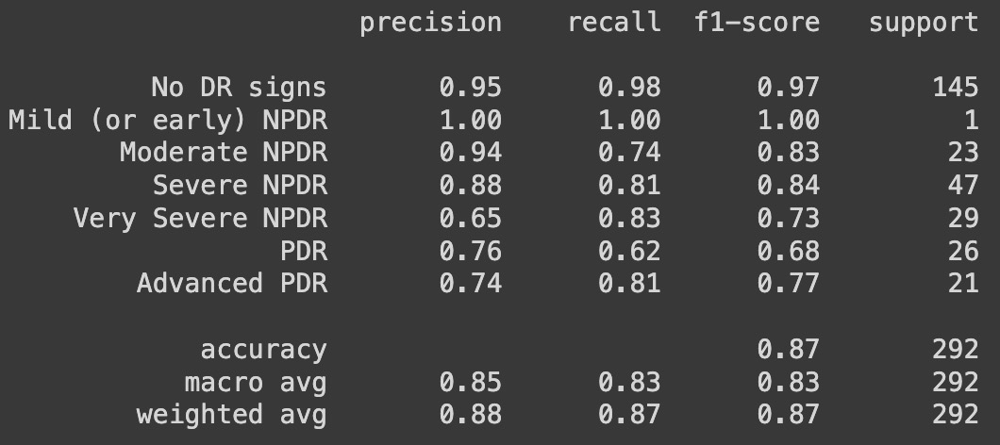 precision recall f1-score support
No DR signs 0.95 0.98 0.97 145
Mild (or early) NPDR 1.00 1.00 1.00 1
Moderate NPDR 0.94 0.74 0.83 23
Severe NPDR 0.88 0.81 0.84 47
Very Severe NPDR 0.65 0.83 0.73 29
PDR 0.76 0.62 0.68 26
Advanced PDR 0.74 0.81 0.77 21
accuracy 0.87 292
macro avg 0.85 0.83 0.83 292
weighted avg 0.88 0.87 0.87 292